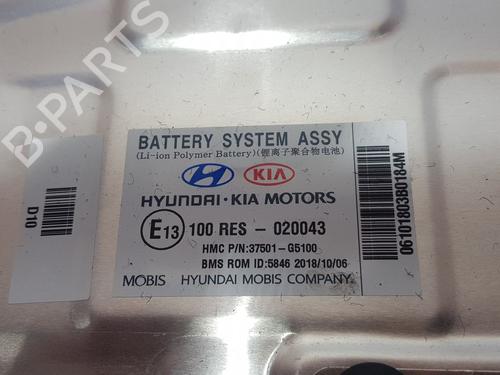 BATTERY SYSTEM ASSY
(Li-ion Polymer Battery)(锂离子聚合物电池)
HYUNDAI KIA
HYUNDAI·KIA MOTORS
E13 100 RES - 020043
HMC P/N:37501-G5100
BMS ROM ID:5846 2018/10/06
MOBIS HYUNDAI MOBIS COMPANY.
D10
06101803B0184M
B-PARTS